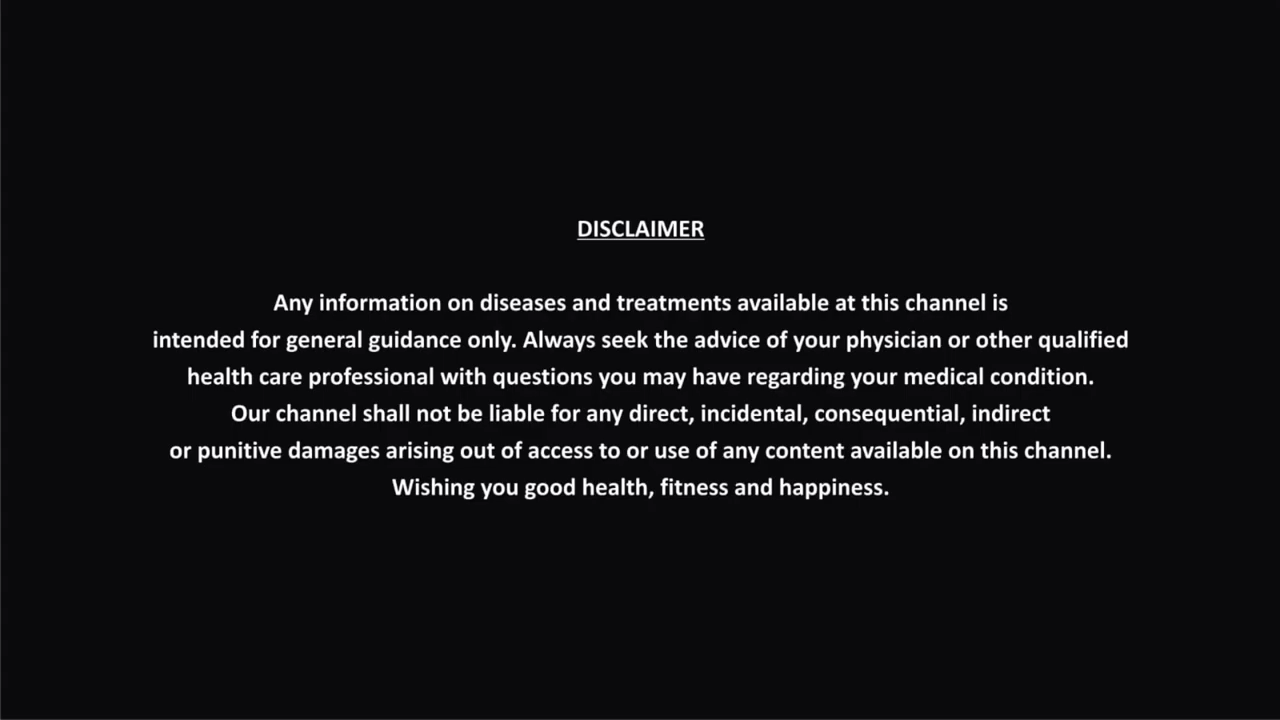 DISCLAIMER
Any information on diseases and treatments available at this channel is
intended for general guidance only. Always seek the advice of your physician or other qualified
health care professional with questions you may have regarding your medical condition.
Our channel shall not be liable for any direct, incidental, consequential, indirect
or punitive damages arising out of access to or use of any content available on this channel.
Wishing you good health, fitness and happiness.